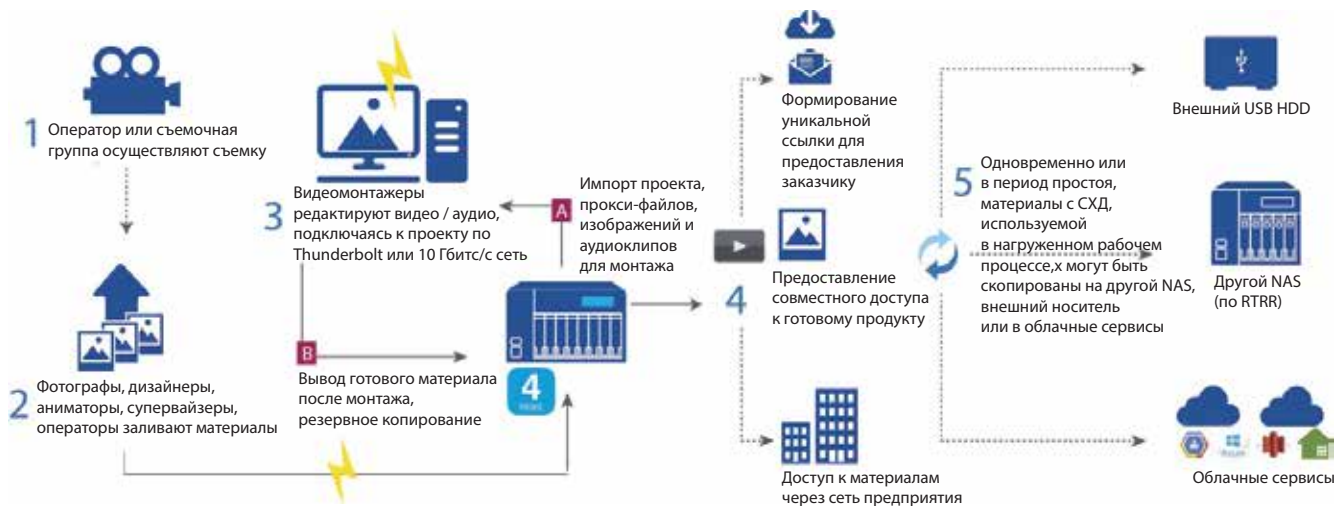 1
Оператор или съемочная
группа осуществляют съемку
2
Фотографы, дизайнеры,
аниматоры, супервайзеры,
операторы заливают материалы
3
Видеомонтажеры
редактируют видео / аудио,
подключаясь к проекту по
Thunderbolt или 10 Гбитс/с сеть
A
Импорт проекта,
прокси-файлов,
изображений и
аудиоклипов
для монтажа
B
Вывод готового материала
после монтажа,
резервное копирование
4
4
Формирование
уникальной
ссылки для
предоставления
заказчику
Предоставление
совместного доступа
к готовому продукту
Доступ к материалам
через сеть предприятия
5
Одновременно или
в период простоя,
материалы с СХД,
используемой
в нагруженном рабочем
процессе,х могут быть
скопированы на другой NAS,
внешний носитель
или в облачные сервисы
Внешний USB HDD
Другой NAS
(по RTRR)
Облачные сервисы